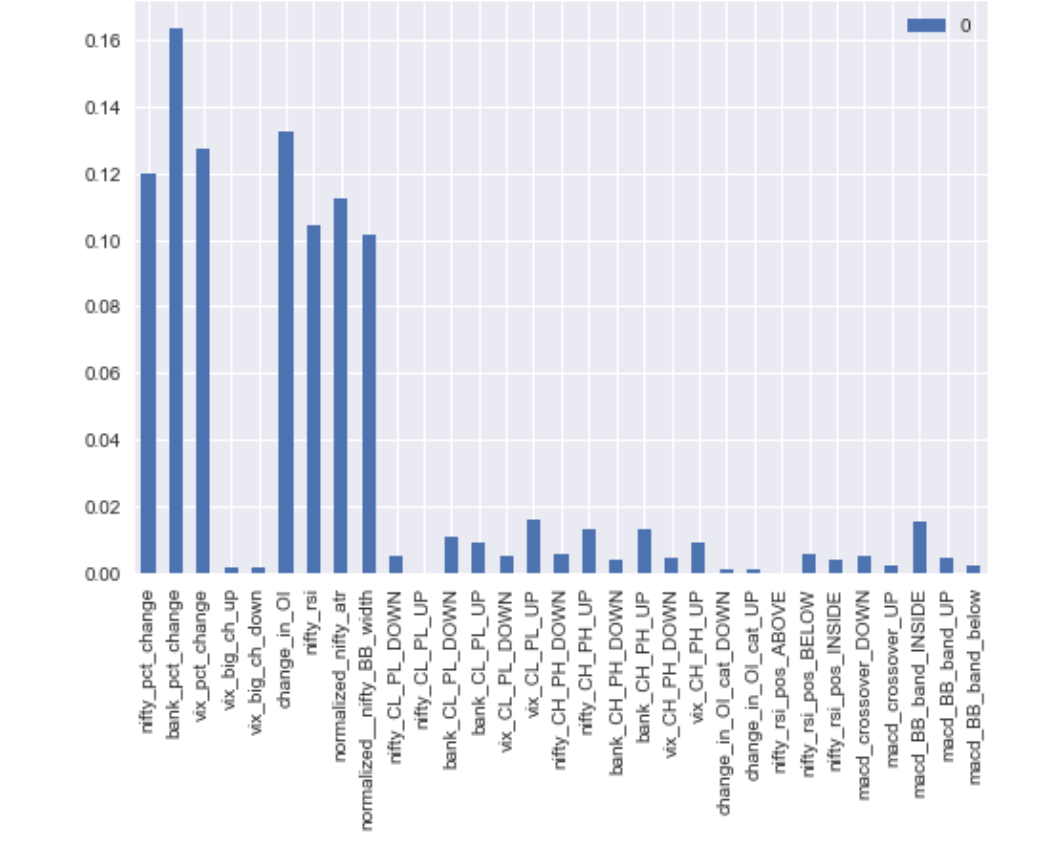 0
0.16
0.14
0.12
0.10
0.08
0.06
0.04
0.02
0.00
nifty_pct_change
bank_pct_change
vix_pct_change
vix_big_ch_up
vix_big_ch_down
change_in_OI
nifty_rsi
normalized_nifty_atr
normalized__nifty_BB_width
nifty_CL_PL_DOWN
nifty_CL_PL_UP
bank_CL_PL_DOWN
bank_CL_PL_UP
vix_CL_PL_DOWN
vix_CL_PL_UP
nifty_CH_PH_DOWN
nifty_CH_PH_UP
bank_CH_PH_DOWN
bank_CH_PH_UP
vix_CH_PH_DOWN
vix_CH_PH_UP
change_in_OI_cat_DOWN
change_in_OI_cat_UP
nifty_rsi_pos_ABOVE
nifty_rsi_pos_BELOW
nifty_rsi_pos_INSIDE
macd_crossover_DOWN
macd_crossover_UP
macd_BB_band_INSIDE
macd_BB_band_UP
macd_BB_band_below